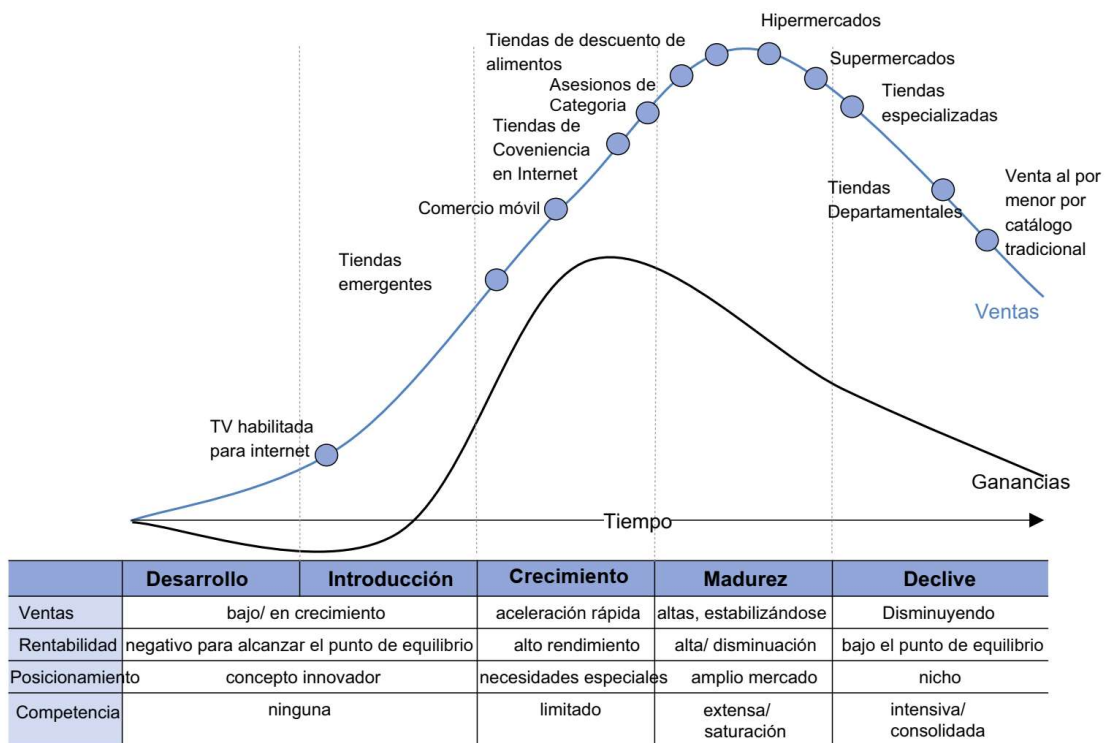 Hipermercados
Tiendas de descuento de
alimentos
Supermercados
Asesionos de
Categoria
Tiendas
especializadas
Tiendas de
Coveniencia
en Internet
Venta al por
menor por
catálogo
tradicional
Tiendas
Departamentales
Comercio móvil
Tiendas
emergentes
Ventas
TV habilitada
para internet
Ganancias
Tiempo
Desarrollo Introducción Crecimiento Madurez Declive
Ventas bajo/ en crecimiento aceleración rápida altas, estabilizándose Disminuyendo
Rentabilidad negativo para alcanzar el punto de equilibrio alto rendimiento alta/ disminuación bajo el punto de equilibrio
Posicionamiento concepto innovador necesidades especiales amplio mercado nicho
Competencia ninguna limitado extensa/ intensiva/
saturación consolidada